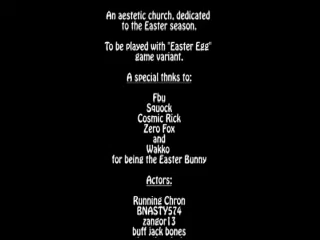 An aestetic church, dedicated
to the Easter season.
To be played with "Easter Egg"
game variant.
A special thnks to:
Fbu
Squock
Cosmic Rick
Zero Fox
and
Wakko
for being the Easter Bunny
Actors:
Running Chron
BNASTY574
zangor13
buff jack bones